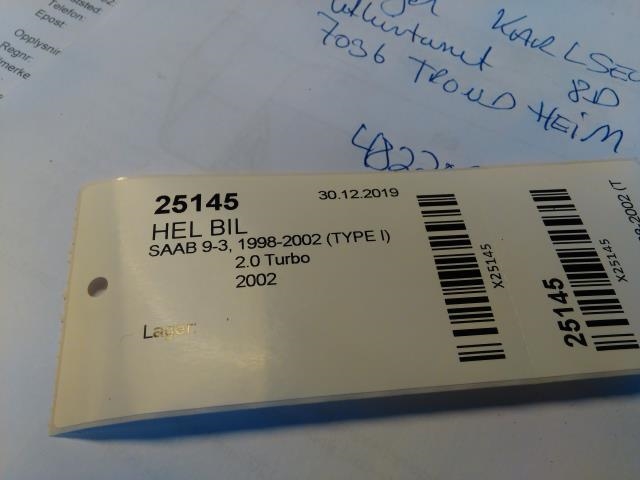 Telefon:
Epost:
Opplysnir
Regnr:
merke
KARLSEN
8D
7036 TRONDHEIM
25145
30.12.2019
HEL BIL
SAAB 9-3, 1998-2002 (TYPE I)
2.0 Turbo
2002
Lager:
X25145
25145
X25145